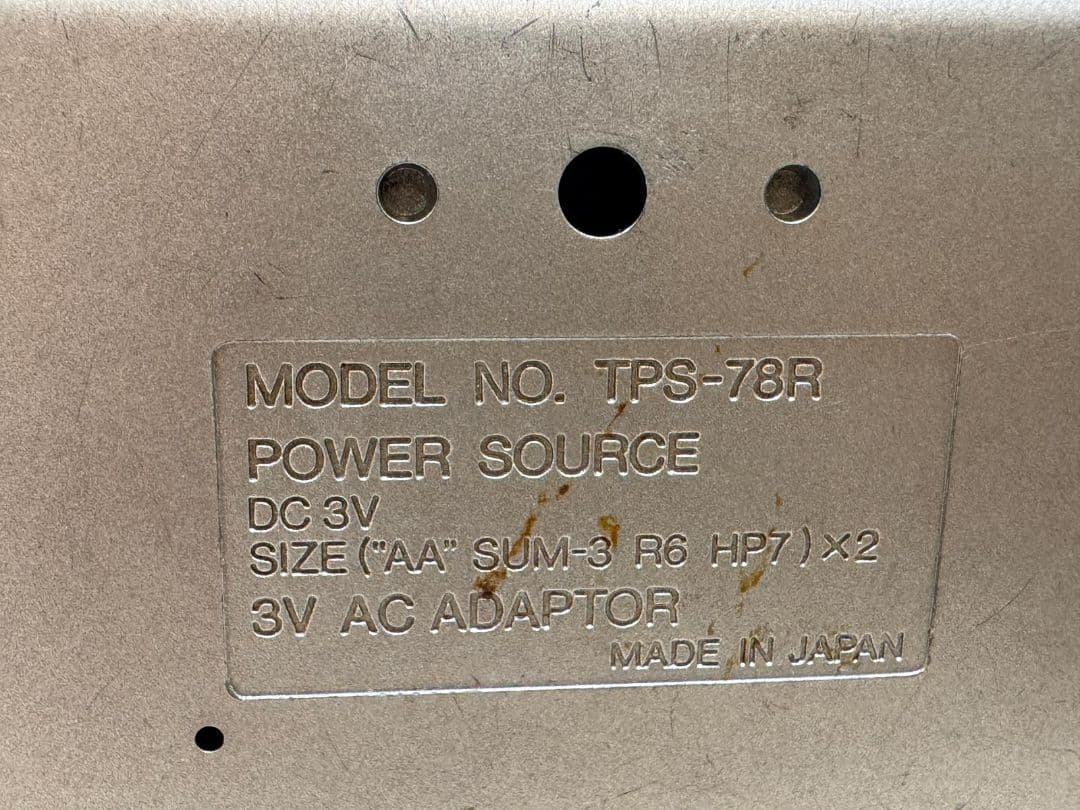 MODEL NO. TPS-78R
POWER SOURCE
DC 3V
SIZE ("AA" SUM-3 R6 HP7) ×2
3V AC ADAPTOR
MADE IN JAPAN